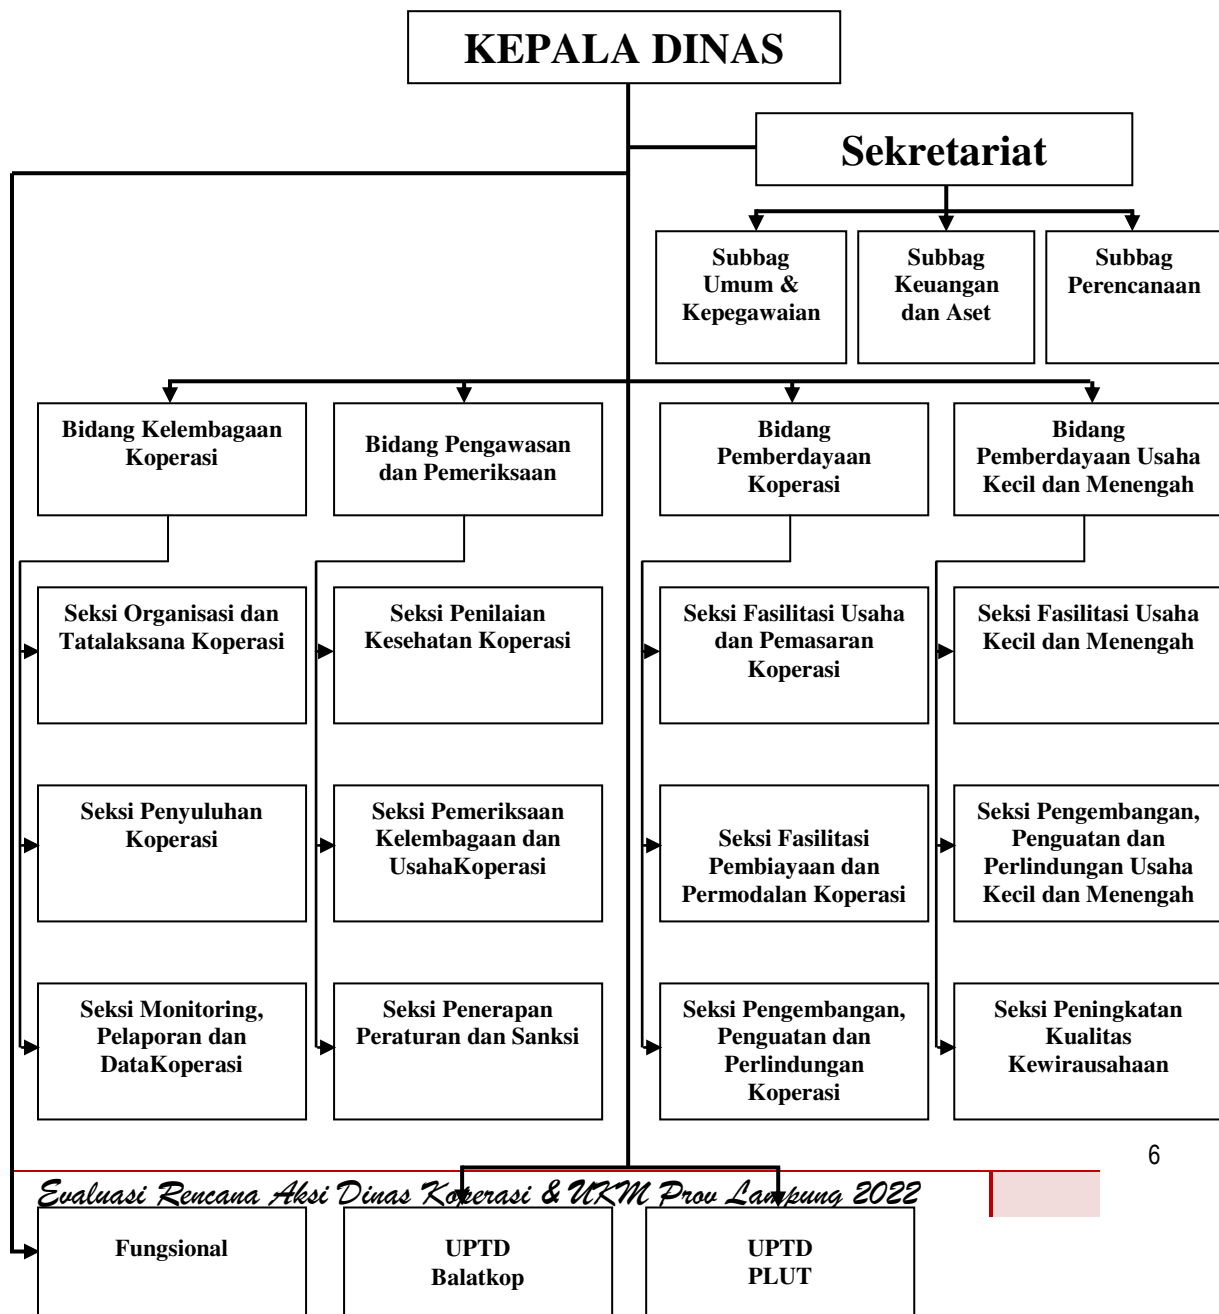 KEPALA DINAS
Sekretariat
Subbag
Umum &
Kepegawaian
Subbag
Keuangan
dan Aset
Subbag
Perencanaan
Bidang Kelembagaan
Koperasi
Bidang Pengawasan
dan Pemeriksaan
Bidang
Pemberdayaan
Koperasi
Bidang
Pemberdayaan Usaha
Kecil dan Menengah
Seksi Organisasi dan
Tatalaksana Koperasi
Seksi Penilaian
Kesehatan Koperasi
Seksi Fasilitasi Usaha
dan Pemasaran
Koperasi
Seksi Fasilitasi Usaha
Kecil dan Menengah
Seksi Penyuluhan
Koperasi
Seksi Pemeriksaan
Kelembagaan dan
UsahaKoperasi
Seksi Fasilitasi
Pembiayaan dan
Permodalan Koperasi
Seksi Pengembangan,
Penguatan dan
Perlindungan Usaha
Kecil dan Menengah
Seksi Monitoring,
Pelaporan dan
DataKoperasi
Seksi Penerapan
Peraturan dan Sanksi
Seksi Pengembangan,
Penguatan dan
Perlindungan
Koperasi
Seksi Peningkatan
Kualitas
Kewirausahaan
6
Evaluasi Rencana Aksi Dinas Koperasi & UKM Prov Lampung 2022
Fungsional
UPTD
Balatkop
UPTD
PLUT